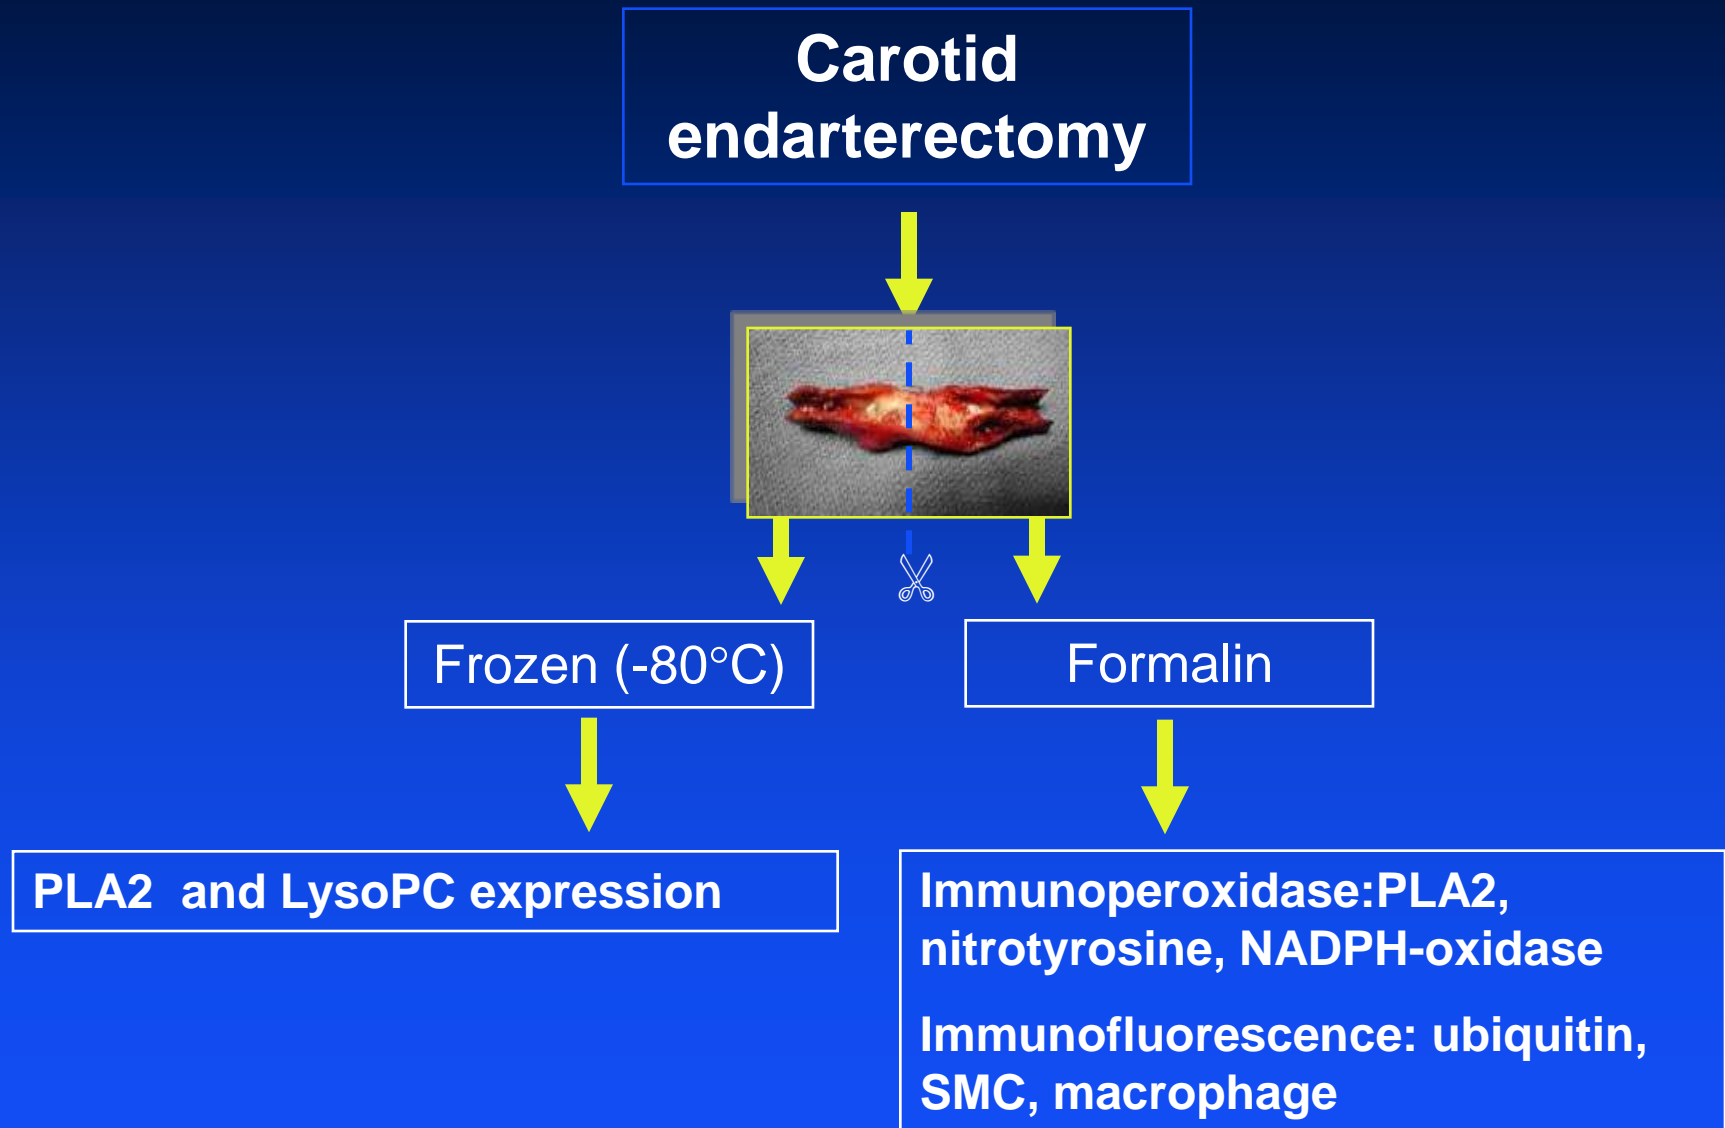 Carotid
endarterectomy
Frozen (-80°C)
Formalin
PLA2  and LysoPC expression
Immunoperoxidase:PLA2,
nitrotyrosine, NADPH-oxidase
Immunofluorescence: ubiquitin,
SMC, macrophage